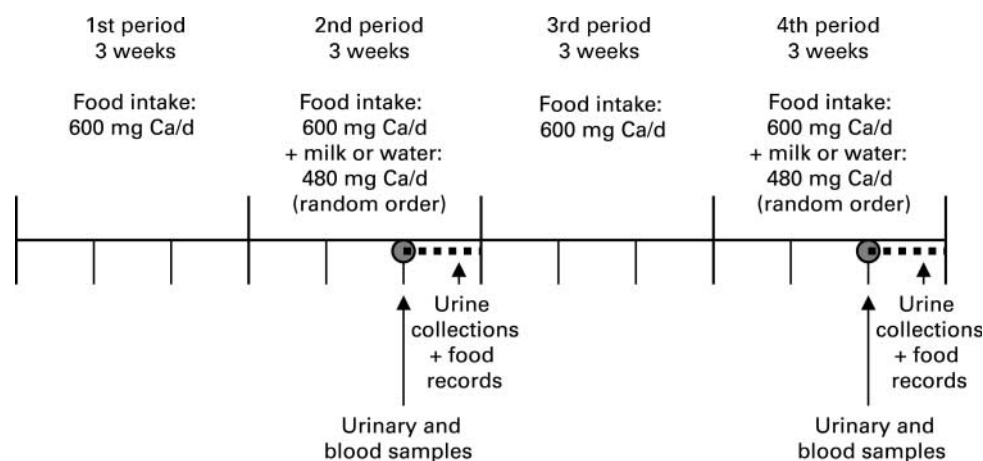 1st period
3 weeks
Food intake:
600 mg Ca/d
2nd period
3 weeks
Food intake:
600 mg Ca/d
+ milk or water:
480 mg Ca/d
(random order)
3rd period
3 weeks
Food intake:
600 mg Ca/d
4th period
3 weeks
Food intake:
600 mg Ca/d
+ milk or water:
480 mg Ca/d
(random order)
Urine
collections
+ food
records
Urinary and
blood samples
Urine
collections
+ food
records
Urinary and
blood samples